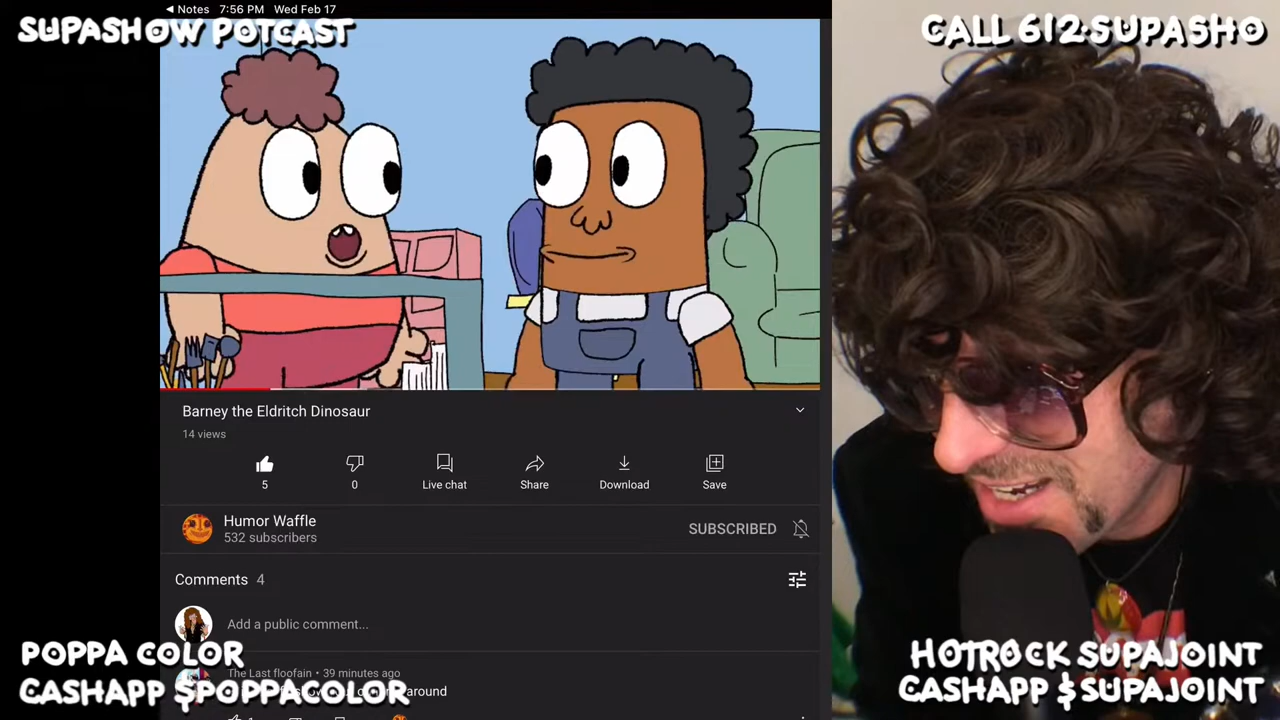 Notes 7:56 PM Wed Feb 17
SUPASHOW POTCAST
CALL 612-SUPASHO
Barney the Eldritch Dinosaur
14 views
5
0
Live chat
Share
Download
Save
Humor Waffle
532 subscribers
SUBSCRIBED
Comments 4
Add a public comment...
The Last floofain • 39 minutes ago
around
POPPA COLOR
CASHAPP $POPPACOLOR
HOTROCK SUPAJOINT
CASHAPP $SUPAJOINT